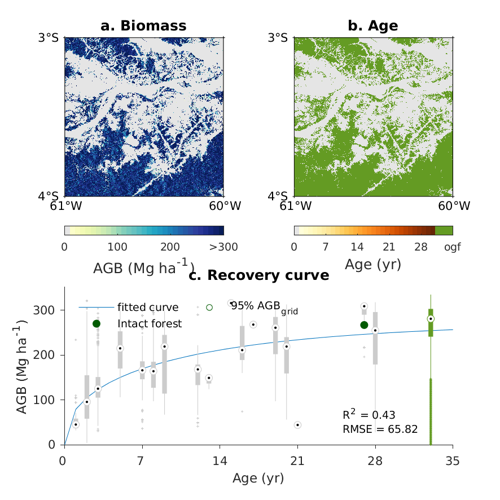 a. Biomass
b. Age
3°S
3°S
4°S
4°S
61°W
60°W
61°W
60°W
0 100 200 >300
0 7 14 21 28 ogf
AGB (Mg ha-1)
Age (yr)
c. Recovery curve
fitted curve
95% AGBgrid
Intact forest
300
200
100
0
AGB (Mg ha-1)
R2 = 0.43
RMSE = 65.82
0 7 14 21 28 35
Age (yr)